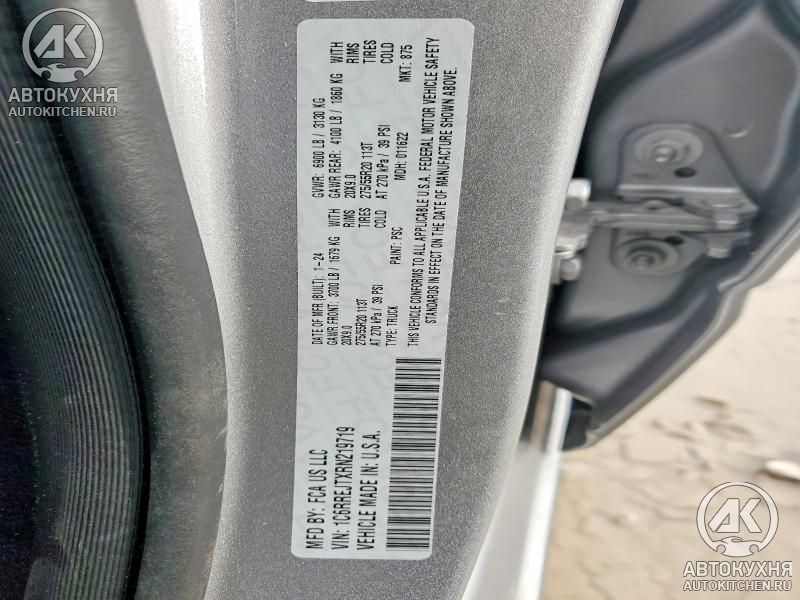 MFD BY: FCA US LLC
VIN: 1C6RREJTXRN219719
VEHICLE MADE IN: U.S.A.
DATE OF MFR (BUILT): 1-24 GVWR: 6900 LB / 3130 KG
GAWR FRONT: 3700 LB / 1679 KG GAWR REAR: 4100 LB / 1860 KG WITH
20X9.0 20X9.0 RIMS
275/55R20 113T 275/55R20 113T TIRES
AT 270 kPa / 39 PSI AT 270 kPa / 39 PSI COLD
WITH
RIMS
TIRES
COLD
TYPE: TRUCK PAINT: PSC MDH: 011622 MKT: 875
THIS VEHICLE CONFORMS TO ALL APPLICABLE U.S.A. FEDERAL MOTOR VEHICLE SAFETY
STANDARDS IN EFFECT ON THE DATE OF MANUFACTURE SHOWN ABOVE.
АК
АВТОКУХНЯ
AUTOKITCHEN.RU
АК
АВТОКУХНЯ
AUTOKITCHEN.RU